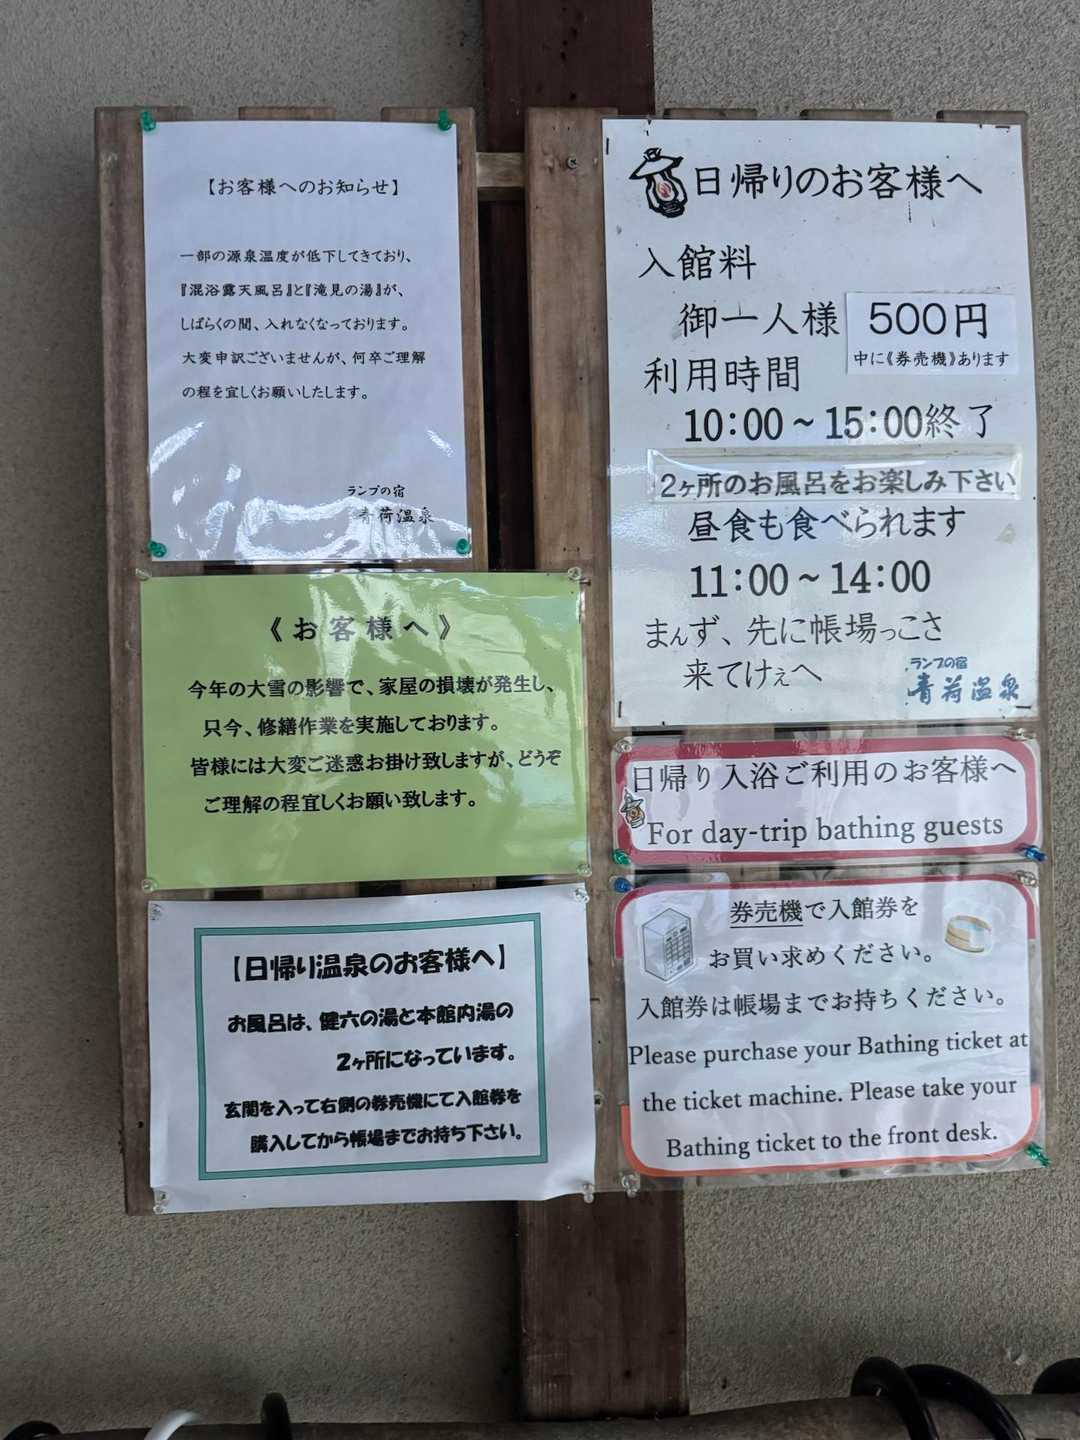 【お客様へのお知らせ】
一部の源泉温度が低下してきており、
『混浴露天風呂』と『滝見の湯』が、
しばらくの間、入れなくなっております。
大変申訳ございませんが、何卒ご理解
の程を宜しくお願いしたします。
ランプの宿
青荷温泉
《お客様へ》
今年の大雪の影響で、家屋の損壊が発生し、
只今、修繕作業を実施しております。
皆様には大変ご迷惑お掛け致しますが、どうぞ
ご理解の程宜しくお願い致します。
【日帰り温泉のお客様へ】
お風呂は、健六の湯と本館内湯の
2ヶ所になっています。
玄関を入って右側の券売機にて入館券を
購入してから帳場までお持ち下さい。
日帰りのお客様へ
入館料
御一人様 500円
中に《券売機》あります
利用時間
10:00～15:00終了
2ヶ所のお風呂をお楽しみ下さい
昼食も食べられます
11:00～14:00
まんず、先に帳場っこさ
来てけぇへ
ランプの宿
青荷温泉
日帰り入浴ご利用のお客様へ
For day-trip bathing guests
券売機で入館券を
お買い求めください。
入館券は帳場までお持ちください。
Please purchase your Bathing ticket at
the ticket machine. Please take your
Bathing ticket to the front desk.